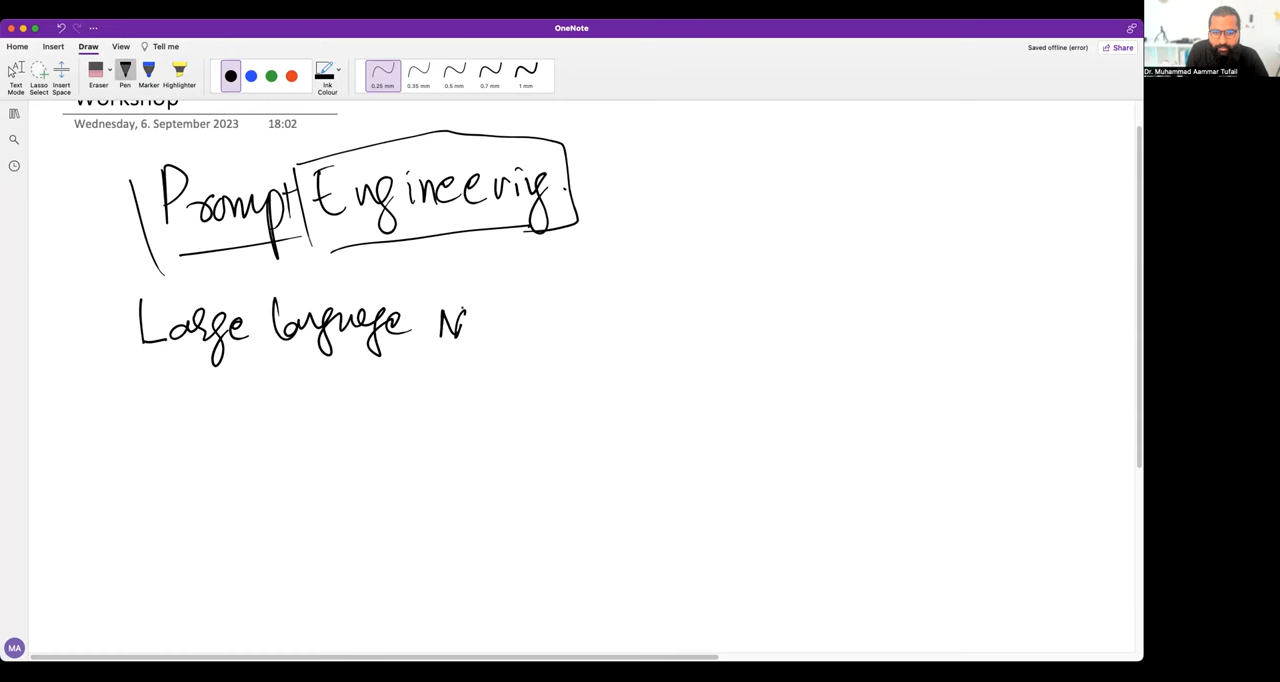 OneNote
Home Insert Draw View Tell me
Saved offline (error) Share
Text Mode Lasso Select Insert Space Eraser Pen Marker Highlighter Ink Colour 0.25 mm 0.35 mm 0.5 mm 0.7 mm 1 mm
Dr. Muhammad Aammar Tufail
Workshop
Wednesday, 6. September 2023 18:02
Prompt Engineering.
Large language
MA